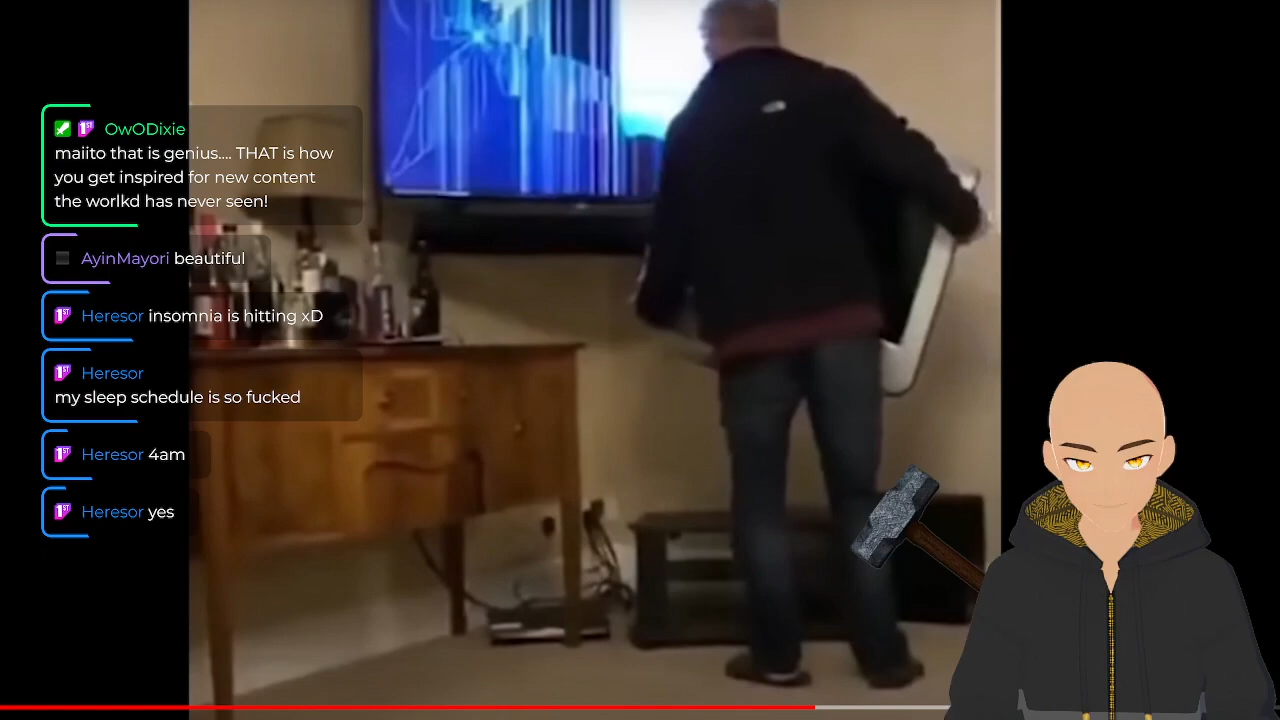 OwODixie
maiito that is genius.... THAT is how
you get inspired for new content
the worlkd has never seen!
AyinMayori beautiful
Heresor insomnia is hitting xD
Heresor
my sleep schedule is so fucked
Heresor 4am
Heresor yes